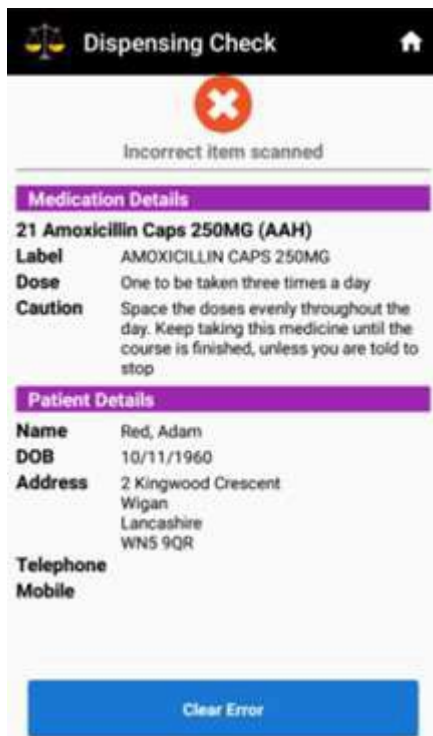 Dispensing Check
Incorrect item scanned
Medication Details
21 Amoxicillin Caps 250MG (AAH)
Label AMOXICILLIN CAPS 250MG
Dose One to be taken three times a day
Caution Space the doses evenly throughout the
day. Keep taking this medicine until the
course is finished, unless you are told to
stop
Patient Details
Name Red, Adam
DOB 10/11/1960
Address 2 Kingwood Crescent
Wigan
Lancashire
WN5 9QR
Telephone
Mobile
Clear Error